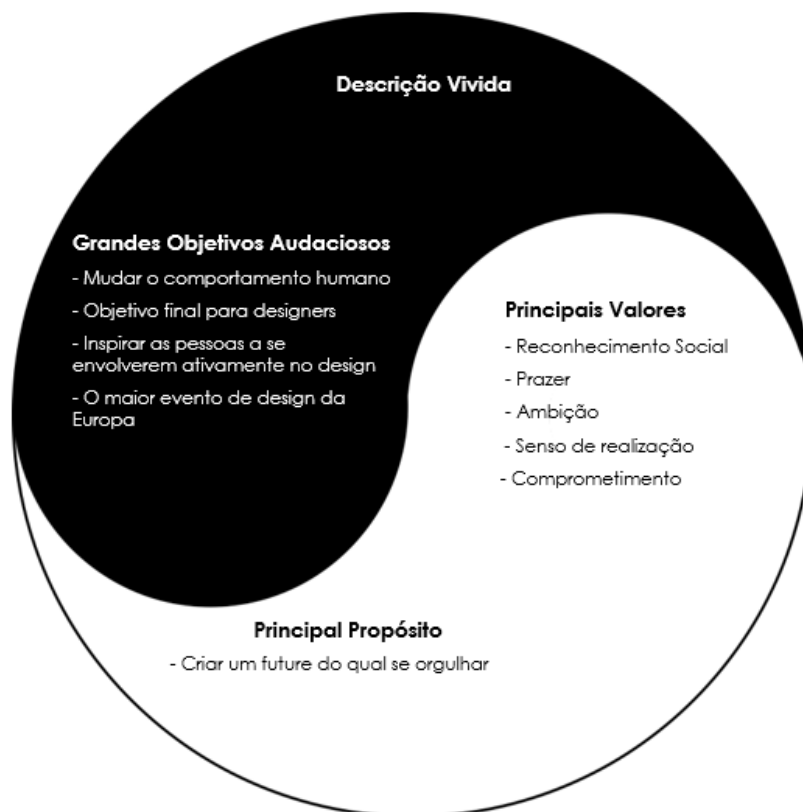 Descrição Vivida
Grandes Objetivos Audaciosos
- Mudar o comportamento humano
- Objetivo final para designers
- Inspirar as pessoas a se
envolverem ativamente no design
- O maior evento de design da
Europa
Principais Valores
- Reconhecimento Social
- Prazer
- Ambição
- Senso de realização
- Comprometimento
Principal Propósito
- Criar um future do qual se orgulhar